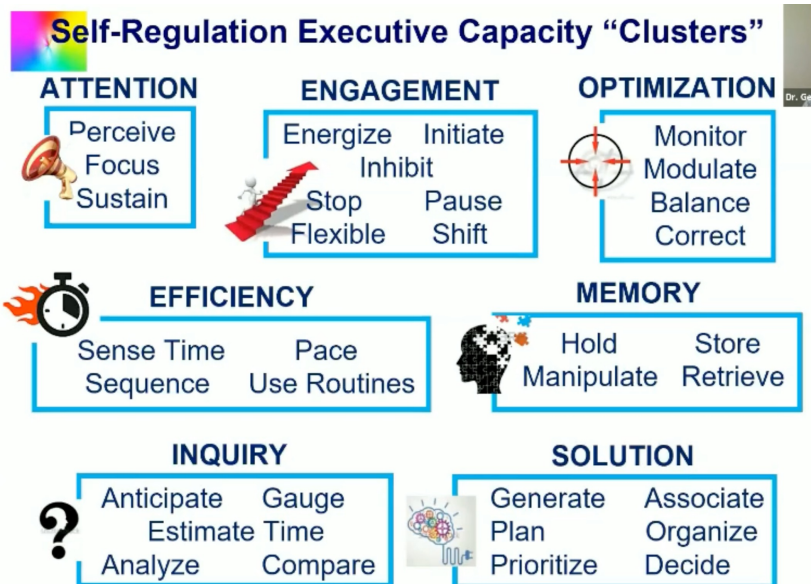 Self-Regulation Executive Capacity “Clusters”
ATTENTION
Perceive
Focus
Sustain
ENGAGEMENT
Energize Initiate
Inhibit
Stop Pause
Flexible Shift
OPTIMIZATION
Monitor
Modulate
Balance
Correct
Dr. Ge
EFFICIENCY
Sense Time Pace
Sequence Use Routines
MEMORY
Hold Store
Manipulate Retrieve
INQUIRY
Anticipate Gauge
Estimate Time
Analyze Compare
?
SOLUTION
Generate Associate
Plan Organize
Prioritize Decide